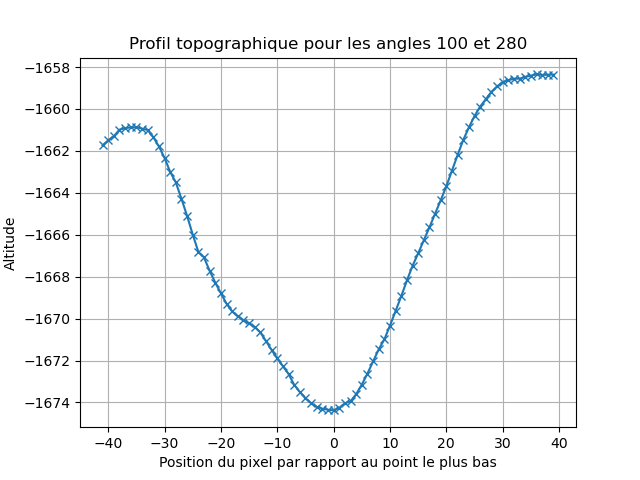 Profil topographique pour les angles 100 et 280
−1658
−1660
−1662
−1664
−1666
−1668
−1670
−1672
−1674
Altitude
−40 −30 −20 −10 0 10 20 30 40
Position du pixel par rapport au point le plus bas